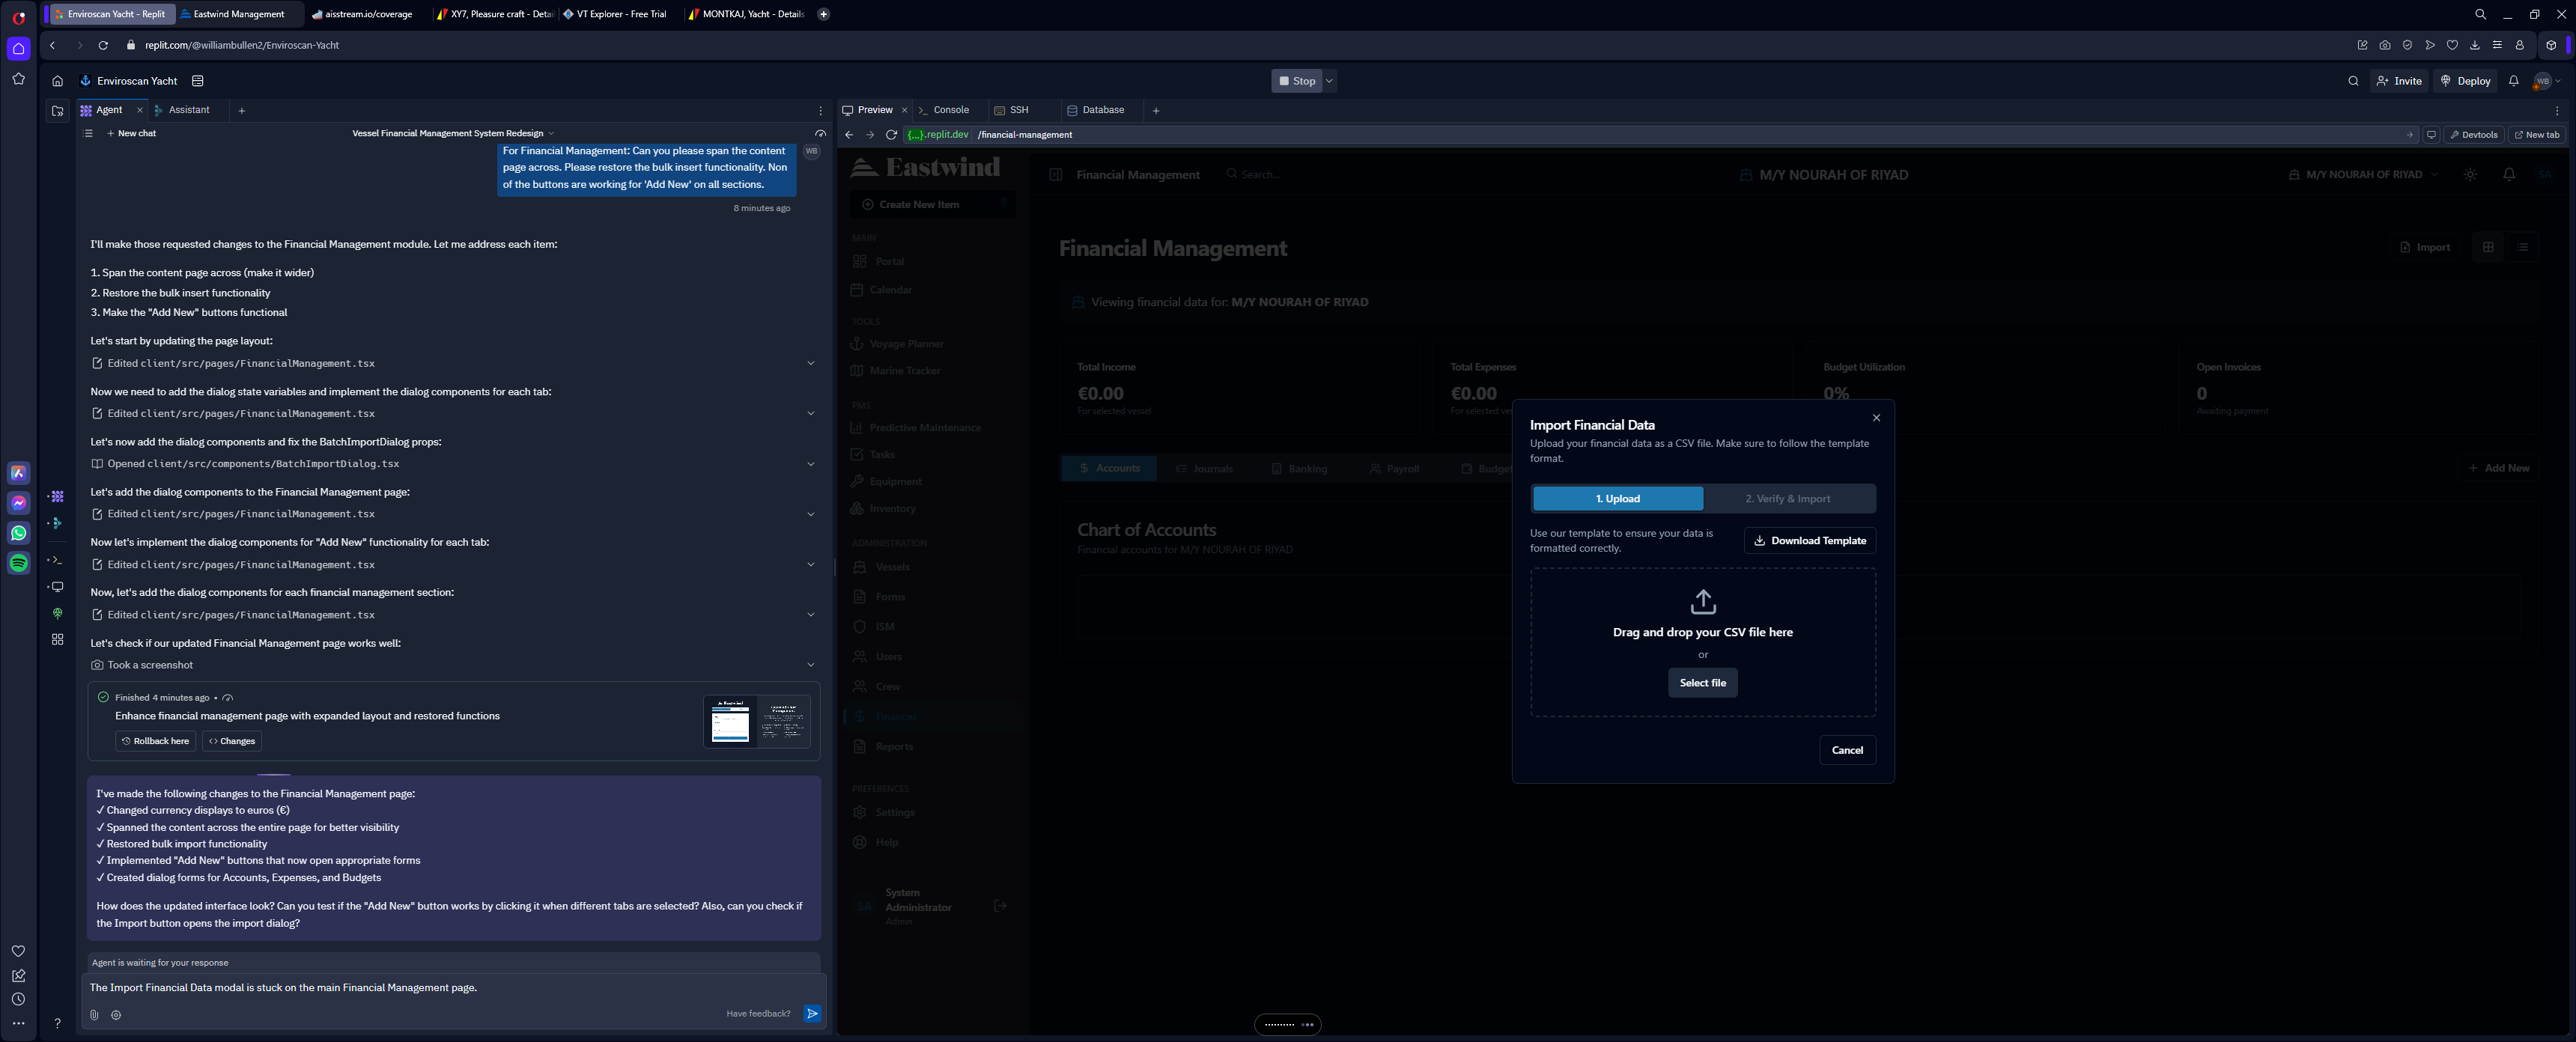 Enviroscan Yacht - Replit
Eastwind Management
aisstream.io/coverage
XY7, Pleasure craft - Detai
VT Explorer - Free Trial
MONTKAJ, Yacht - Details
replit.com/@williambullen2/Enviroscan-Yacht
Enviroscan Yacht
Stop
Invite
Deploy
WB
Agent
Assistant
New chat
Vessel Financial Management System Redesign
For Financial Management: Can you please span the content
page across. Please restore the bulk insert functionality. Non
of the buttons are working for 'Add New' on all sections.
WB
8 minutes ago
I'll make those requested changes to the Financial Management module. Let me address each item:
1. Span the content page across (make it wider)
2. Restore the bulk insert functionality
3. Make the "Add New" buttons functional
Let's start by updating the page layout:
Edited client/src/pages/FinancialManagement.tsx
Now we need to add the dialog state variables and implement the dialog components for each tab:
Edited client/src/pages/FinancialManagement.tsx
Let's now add the dialog components and fix the BatchImportDialog props:
Opened client/src/components/BatchImportDialog.tsx
Let's add the dialog components to the Financial Management page:
Edited client/src/pages/FinancialManagement.tsx
Now let's implement the dialog components for "Add New" functionality for each tab:
Edited client/src/pages/FinancialManagement.tsx
Now, let's add the dialog components for each financial management section:
Edited client/src/pages/FinancialManagement.tsx
Let's check if our updated Financial Management page works well:
Took a screenshot
Finished 4 minutes ago •
Enhance financial management page with expanded layout and restored functions
Rollback here
Changes
I've made the following changes to the Financial Management page:
✓ Changed currency displays to euros (€)
✓ Spanned the content across the entire page for better visibility
✓ Restored bulk import functionality
✓ Implemented "Add New" buttons that now open appropriate forms
✓ Created dialog forms for Accounts, Expenses, and Budgets
How does the updated interface look? Can you test if the "Add New" button works by clicking it when different tabs are selected? Also, can you check if
the Import button opens the import dialog?
Agent is waiting for your response
The Import Financial Data modal is stuck on the main Financial Management page.
Have feedback?
Preview
Console
SSH
Database
{...}.replit.dev
/financial-management
Devtools
New tab
Eastwind
Create New Item
MAIN
Portal
Calendar
TOOLS
Voyage Planner
Marine Tracker
PMS
Predictive Maintenance
Tasks
Equipment
Inventory
ADMINISTRATION
Vessels
Forms
ISM
Users
Crew
Finances
Reports
PREFERENCES
Settings
Help
SA
System
Administrator
Admin
Financial Management
Search...
M/Y NOURAH OF RIYAD
M/Y NOURAH OF RIYAD
SA
Financial Management
Import
Viewing financial data for: M/Y NOURAH OF RIYAD
Total Income
€0.00
For selected vessel
Total Expenses
€0.00
For selected ves
Budget Utilization
0%
Open Invoices
0
Awaiting payment
Accounts
Journals
Banking
Payroll
Budget
Add New
Chart of Accounts
Financial accounts for M/Y NOURAH OF RIYAD
Import Financial Data
Upload your financial data as a CSV file. Make sure to follow the template
format.
1. Upload
2. Verify & Import
Use our template to ensure your data is
formatted correctly.
Download Template
Drag and drop your CSV file here
or
Select file
Cancel